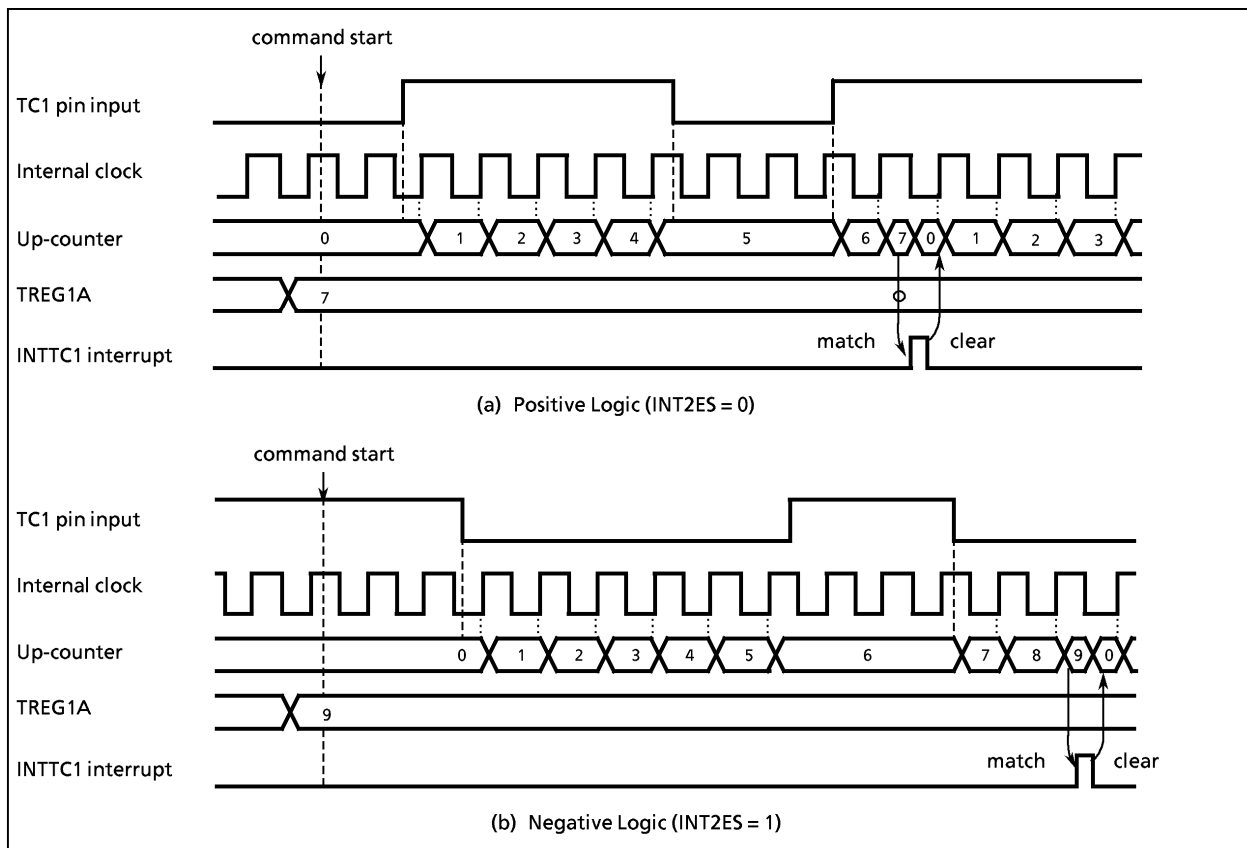 command start
TC1 pin input
Internal clock
Up-counter 0 1 2 3 4 5 6 7 0 1 2 3
TREG1A 7
match clear
INTTC1 interrupt
(a) Positive Logic (INT2ES = 0)
command start
TC1 pin input
Internal clock
Up-counter 0 1 2 3 4 5 6 7 8 9 0
TREG1A 9
match clear
INTTC1 interrupt
(b) Negative Logic (INT2ES = 1)